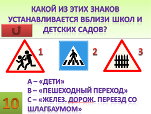 КАКОЙ ИЗ ЭТИХ ЗНАКОВ
УСТАНАВЛИВАЕТСЯ ВБЛИЗИ ШКОЛ И
ДЕТСКИХ САДОВ?
1
2
3
А – «ДЕТИ»
В – «ПЕШЕХОДНЫЙ ПЕРЕХОД»
С – «ЖЕЛЕЗ. ДОРОЖ. ПЕРЕЕЗД СО
ШЛАГБАУМОМ»
10